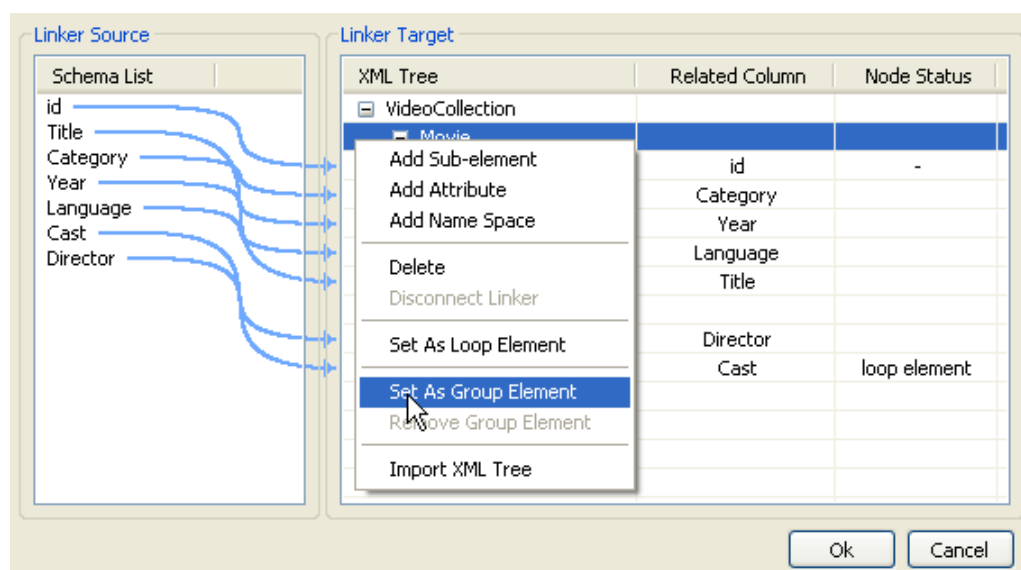 Linker Source
Linker Target
Schema List
XML Tree Related Column Node Status
id
Title
Category
Year
Language
Cast
Director
VideoCollection
Movie
Add Sub-element
Add Attribute
Add Name Space
Delete
Disconnect Linker
Set As Loop Element
Set As Group Element
Remove Group Element
Import XML Tree
id -
Category
Year
Language
Title
Director
Cast loop element
Ok Cancel